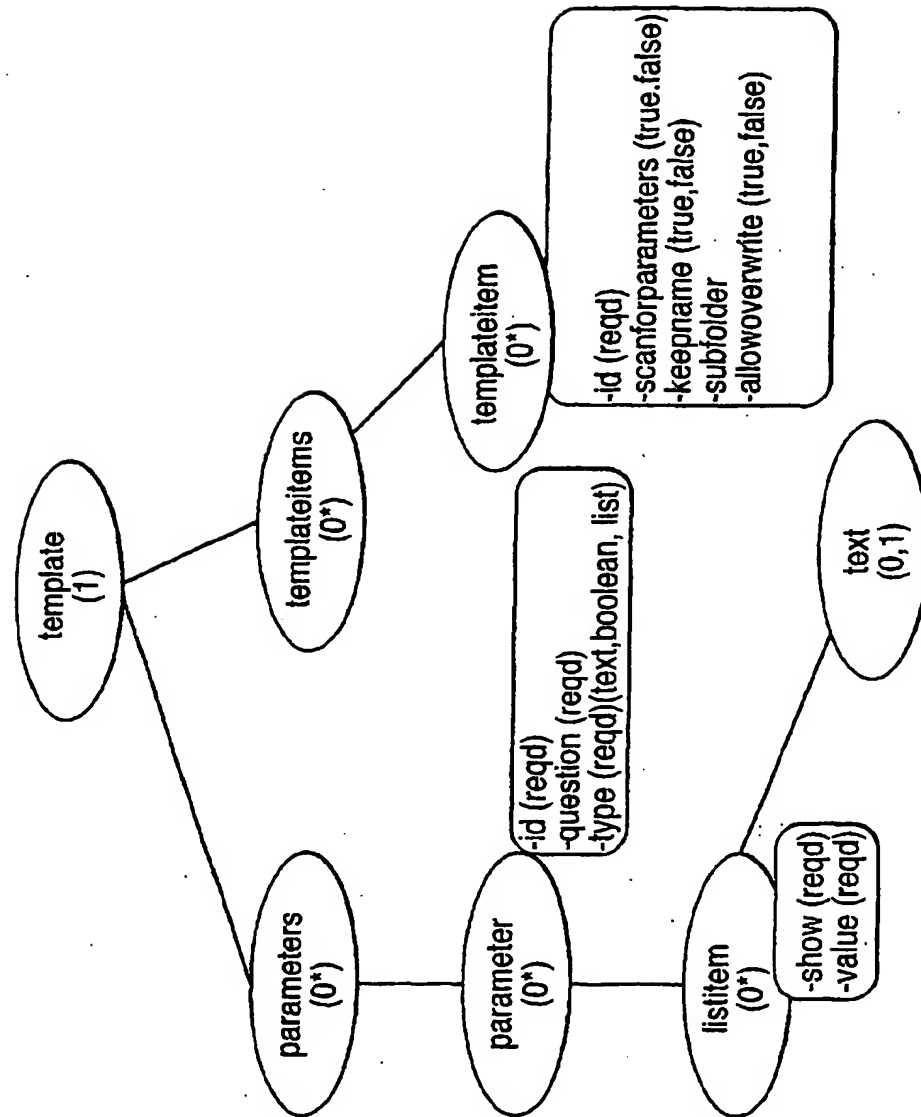 template
(1)
parameters
(0*)
templateitems
(0*)
parameter
(0*)
-id (reqd)
-question (reqd)
-type (reqd)(text,boolean, list)
templateitem
(0*)
-id (reqd)
-scanforparameters (true.false)
-keepname (true,false)
-subfolder
-allowoverwrite (true,false)
listitem
(0*)
-show (reqd)
-value (reqd)
text
(0,1)